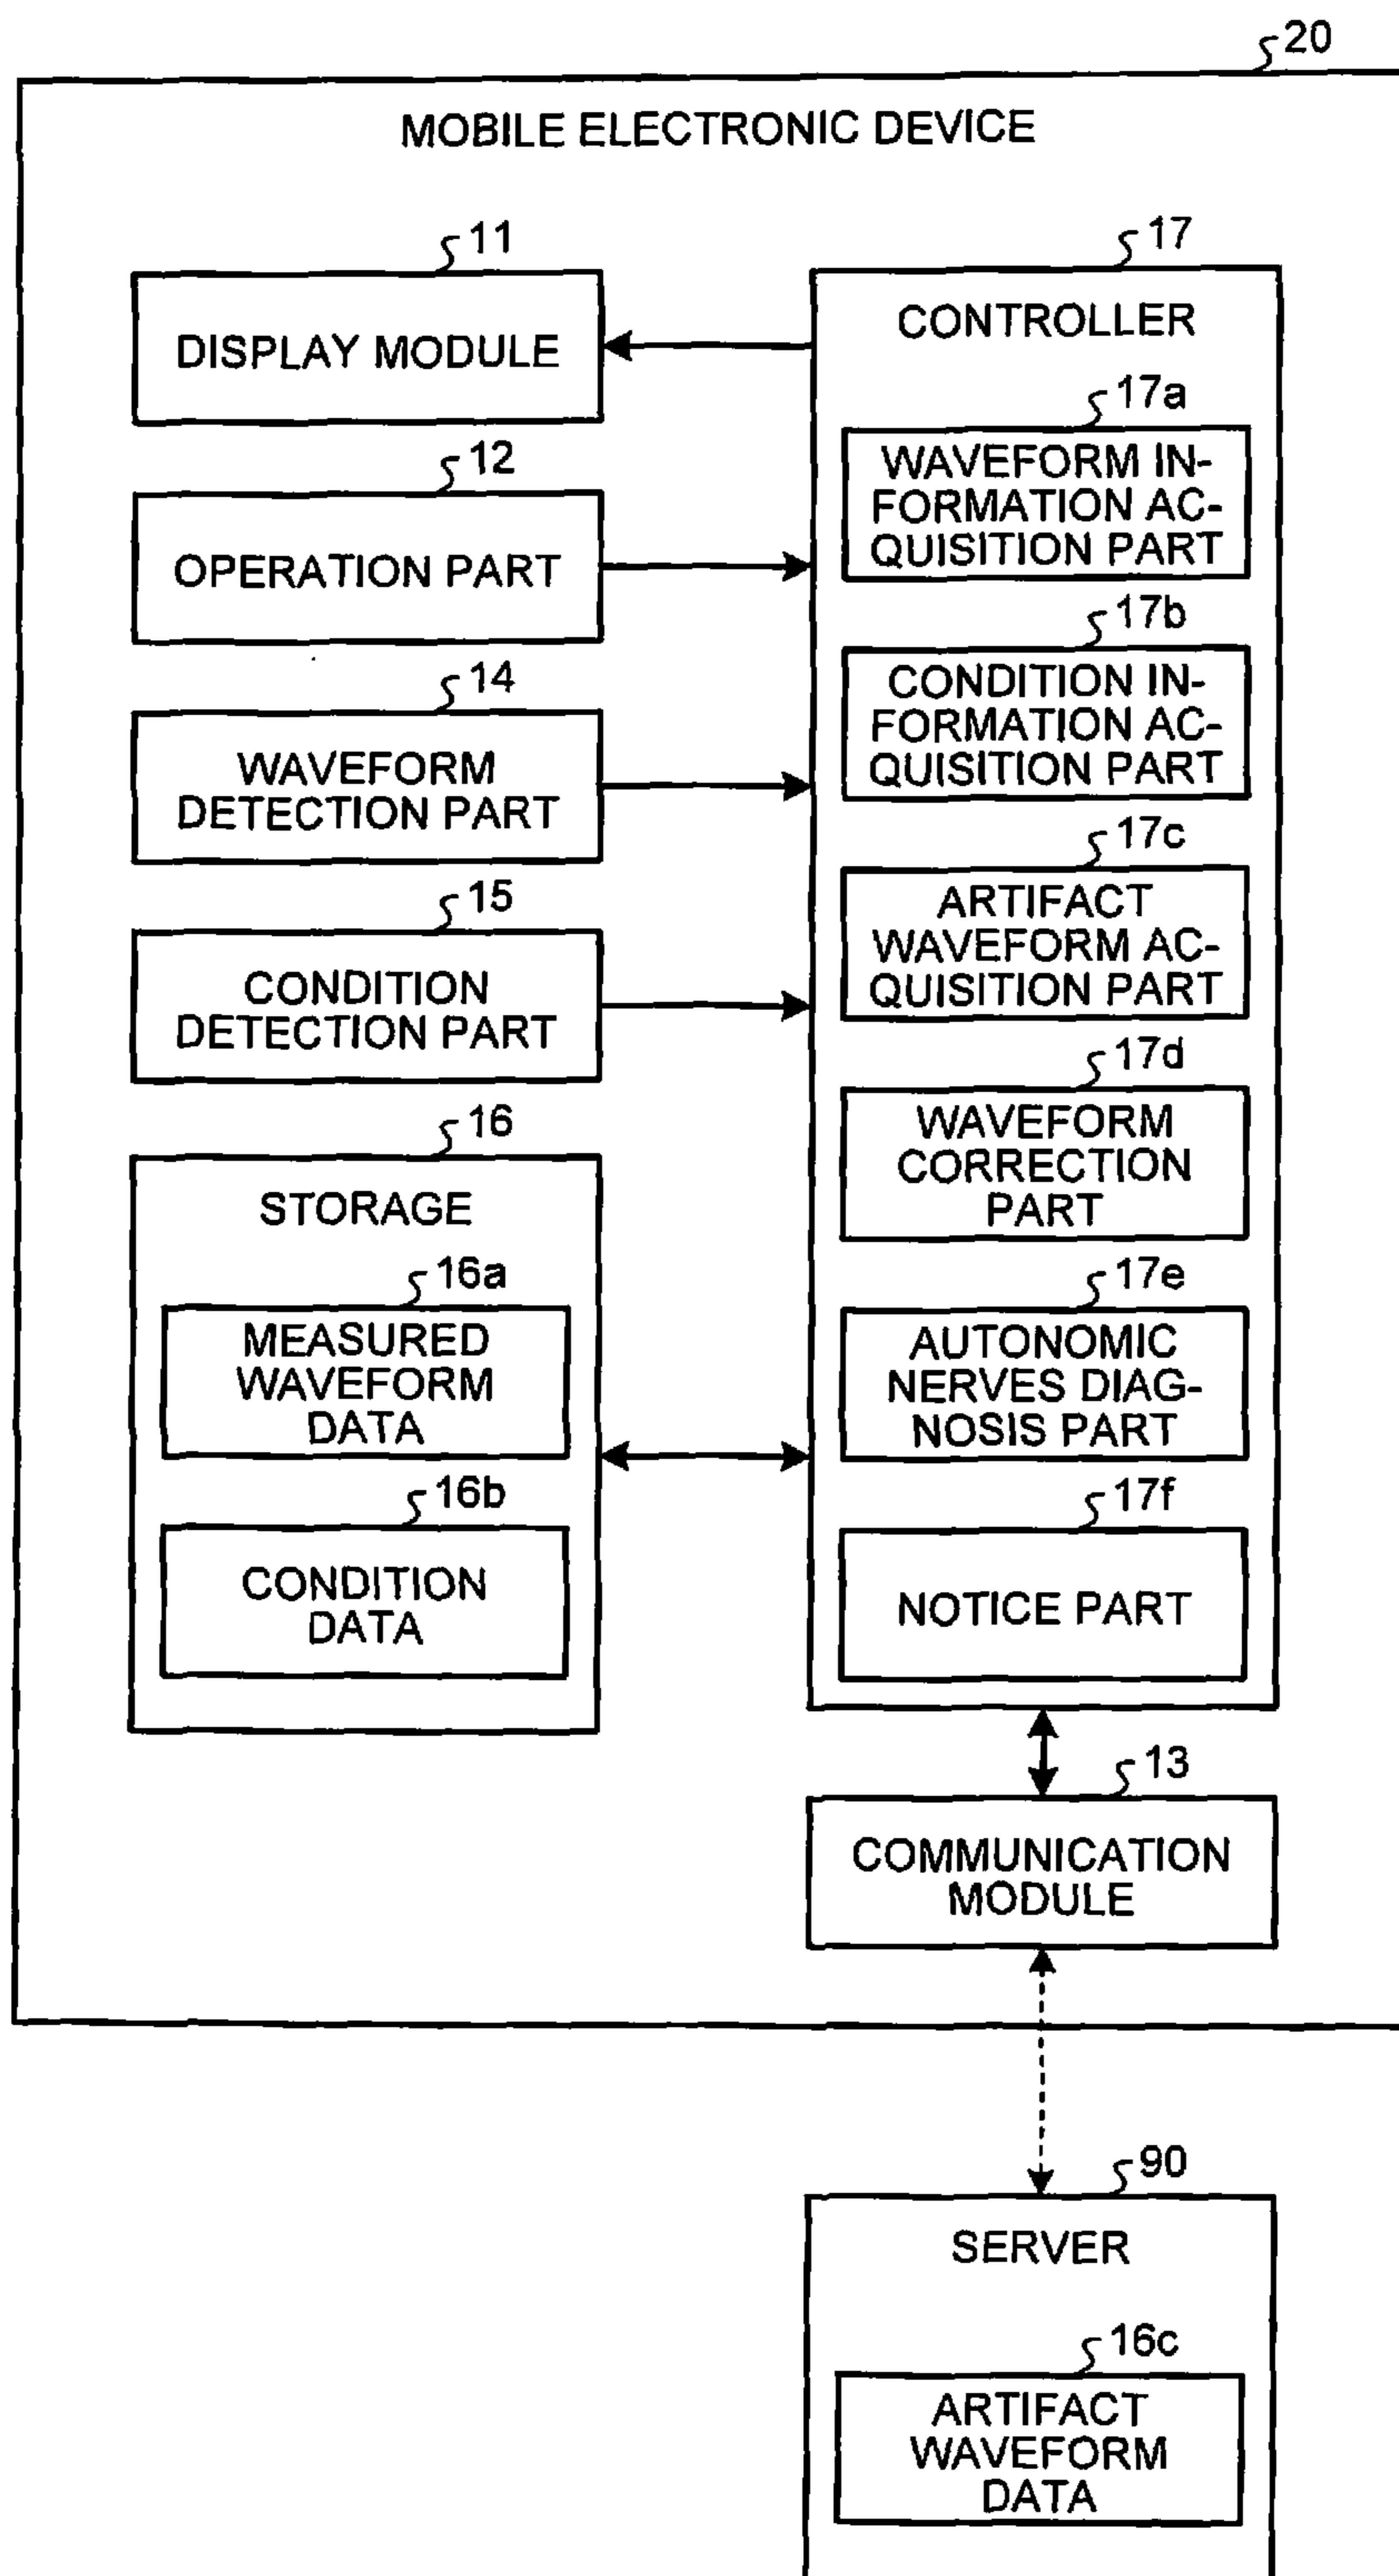 20
MOBILE ELECTRONIC DEVICE
11
DISPLAY MODULE
12
OPERATION PART
14
WAVEFORM
DETECTION PART
15
CONDITION
DETECTION PART
16
STORAGE
16a
MEASURED
WAVEFORM
DATA
16b
CONDITION
DATA
17
CONTROLLER
17a
WAVEFORM IN-
FORMATION AC-
QUISITION PART
17b
CONDITION IN-
FORMATION AC-
QUISITION PART
17c
ARTIFACT
WAVEFORM AC-
QUISITION PART
17d
WAVEFORM
CORRECTION
PART
17e
AUTONOMIC
NERVES DIAG-
NOSIS PART
17f
NOTICE PART
13
COMMUNICATION
MODULE
90
SERVER
16c
ARTIFACT
WAVEFORM
DATA